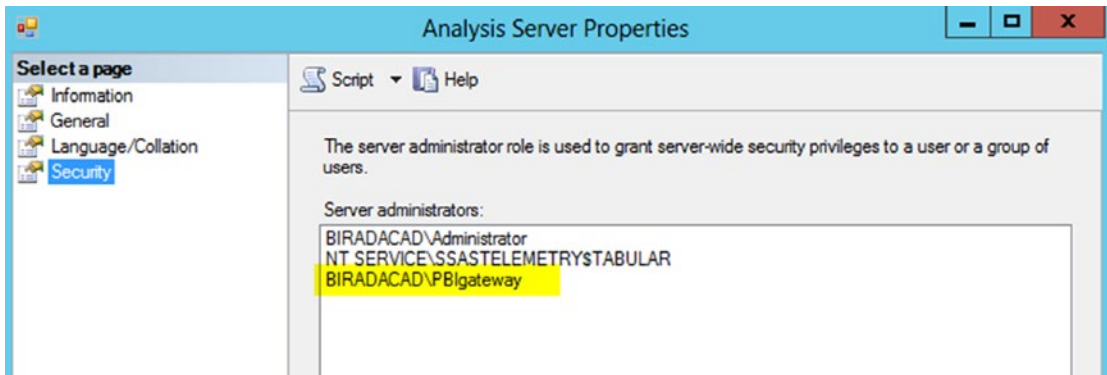 Analysis Server Properties
Select a page
Information
General
Language/Collation
Security
Script
Help
The server administrator role is used to grant server-wide security privileges to a user or a group of
users.
Server administrators:
BIRADACAD\Administrator
NT SERVICE\SSASTELEMETRY$TABULAR
BIRADACAD\PBIgateway